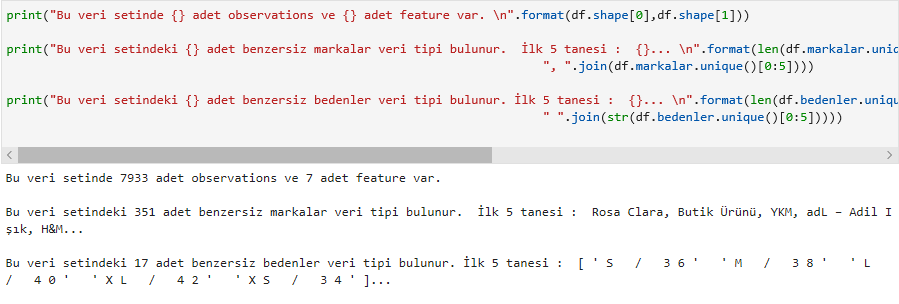 print("Bu veri setinde {} adet observations ve {} adet feature var. \n".format(df.shape[0],df.shape[1]))
print("Bu veri setindeki {} adet benzersiz markalar veri tipi bulunur.  İlk 5 tanesi :  {}... \n".format(len(df.markalar.uniq
", ".join(df.markalar.unique()[0:5])))
print("Bu veri setindeki {} adet benzersiz bedenler veri tipi bulunur. İlk 5 tanesi :  {}... \n".format(len(df.bedenler.uniqu
" ".join(str(df.bedenler.unique()[0:5]))))
Bu veri setinde 7933 adet observations ve 7 adet feature var.
Bu veri setindeki 351 adet benzersiz markalar veri tipi bulunur.  İlk 5 tanesi :  Rosa Clara, Butik Ürünü, YKM, adL – Adil I
şık, H&M...
Bu veri setindeki 17 adet benzersiz bedenler veri tipi bulunur. İlk 5 tanesi :  [ ' S   /   3 6 '   ' M   /   3 8 '   ' L
/   4 0 '   ' X L   /   4 2 '   ' X S   /   3 4 ' ]...